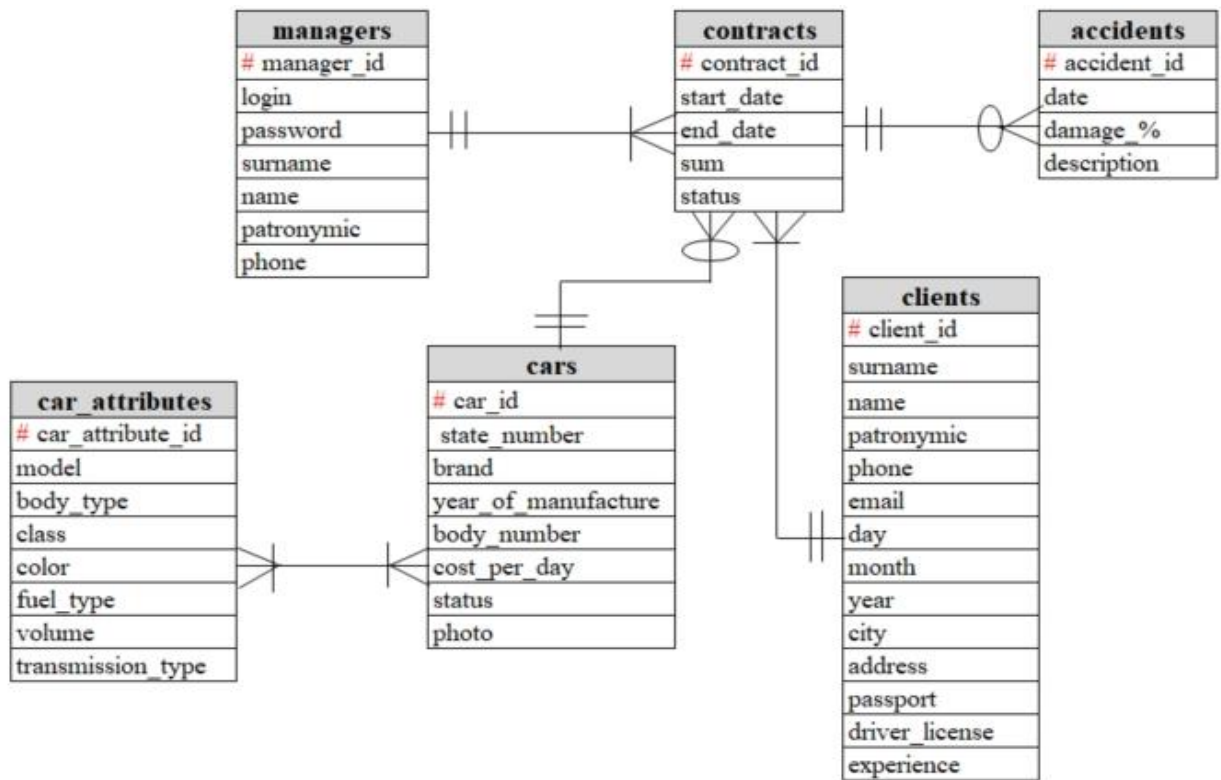 managers
# manager_id
login
password
surname
name
patronymic
phone
contracts
# contract_id
start_date
end_date
sum
status
accidents
# accident_id
date
damage_%
description
car_attributes
# car_attribute_id
model
body_type
class
color
fuel_type
volume
transmission_type
cars
# car_id
state_number
brand
year_of_manufacture
body_number
cost_per_day
status
photo
clients
# client_id
surname
name
patronymic
phone
email
day
month
year
city
address
passport
driver_license
experience